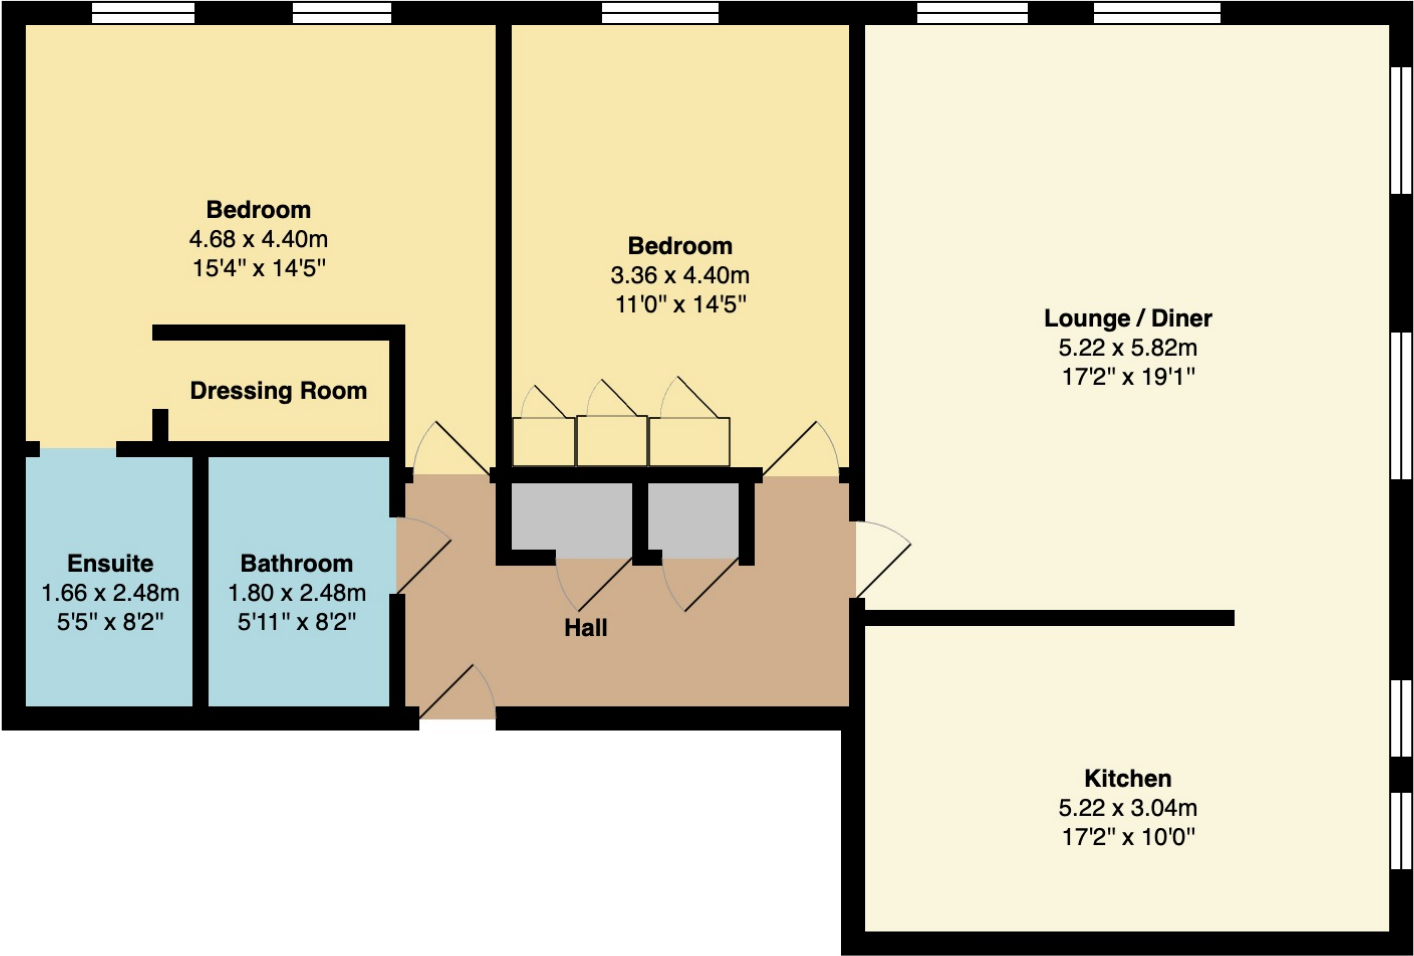 Bedroom
4.68 x 4.40m
15'4" x 14'5"
Bedroom
3.36 x 4.40m
11'0" x 14'5"
Lounge / Diner
5.22 x 5.82m
17'2" x 19'1"
Dressing Room
Ensuite
1.66 x 2.48m
5'5" x 8'2"
Bathroom
1.80 x 2.48m
5'11" x 8'2"
Hall
Kitchen
5.22 x 3.04m
17'2" x 10'0"